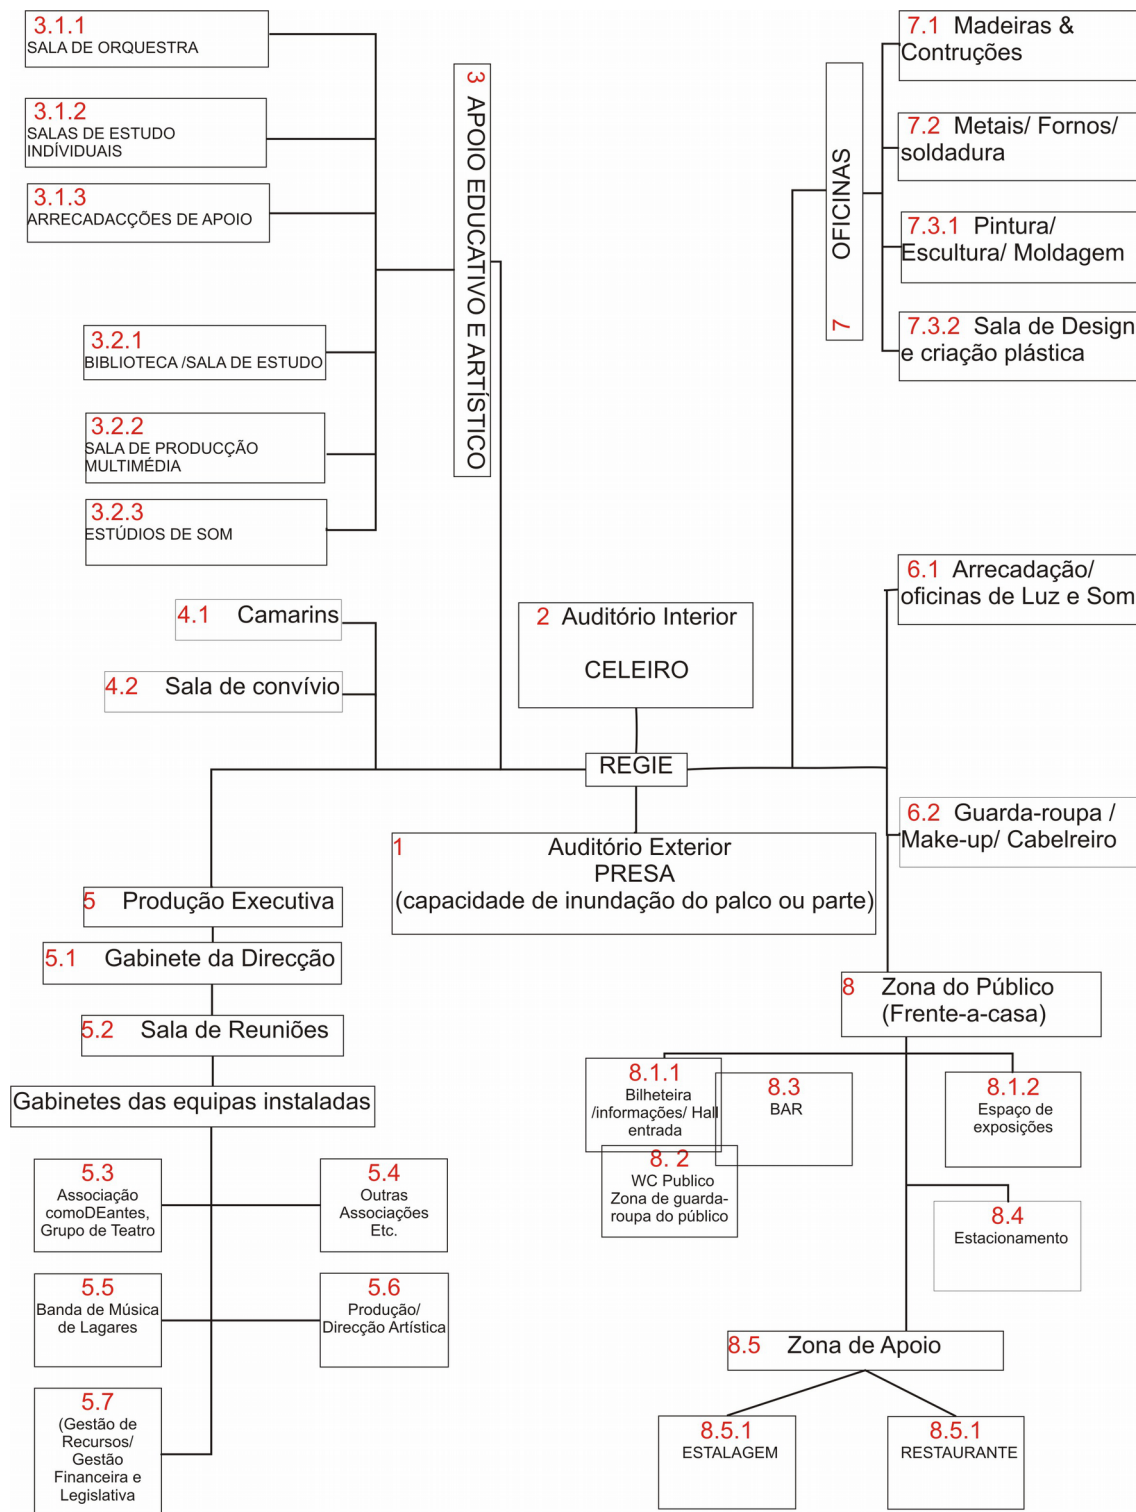 3.1.1
SALA DE ORQUESTRA
3.1.2
SALAS DE ESTUDO
INDÍVIDUAIS
3.1.3
ARRECADACÇÕES DE APOIO
3.2.1
BIBLIOTECA /SALA DE ESTUDO
3.2.2
SALA DE PRODUCÇÃO
MULTIMÉDIA
3.2.3
ESTÚDIOS DE SOM
3 APOIO EDUCATIVO E ARTÍSTICO
7 OFICINAS
7.1 Madeiras &
Contruções
7.2 Metais/ Fornos/
soldadura
7.3.1 Pintura/
Escultura/ Moldagem
7.3.2 Sala de Design
e criação plástica
4.1 Camarins
4.2 Sala de convívio
2 Auditório Interior
CELEIRO
REGIE
1 Auditório Exterior
PRESA
(capacidade de inundação do palco ou parte)
6.1 Arrecadação/
oficinas de Luz e Som
6.2 Guarda-roupa /
Make-up/ Cabelreiro
5 Produção Executiva
5.1 Gabinete da Direcção
5.2 Sala de Reuniões
Gabinetes das equipas instaladas
5.3
Associação
comoDEantes,
Grupo de Teatro
5.4
Outras
Associações
Etc.
5.5
Banda de Música
de Lagares
5.6
Produção/
Direcção Artística
5.7
(Gestão de
Recursos/
Gestão
Financeira e
Legislativa
8 Zona do Público
(Frente-a-casa)
8.1.1
Bilheteira
/informações/ Hall
entrada
8.3
BAR
8.1.2
Espaço de
exposições
8. 2
WC Publico
Zona de guarda-
roupa do público
8.4
Estacionamento
8.5 Zona de Apoio
8.5.1
ESTALAGEM
8.5.1
RESTAURANTE